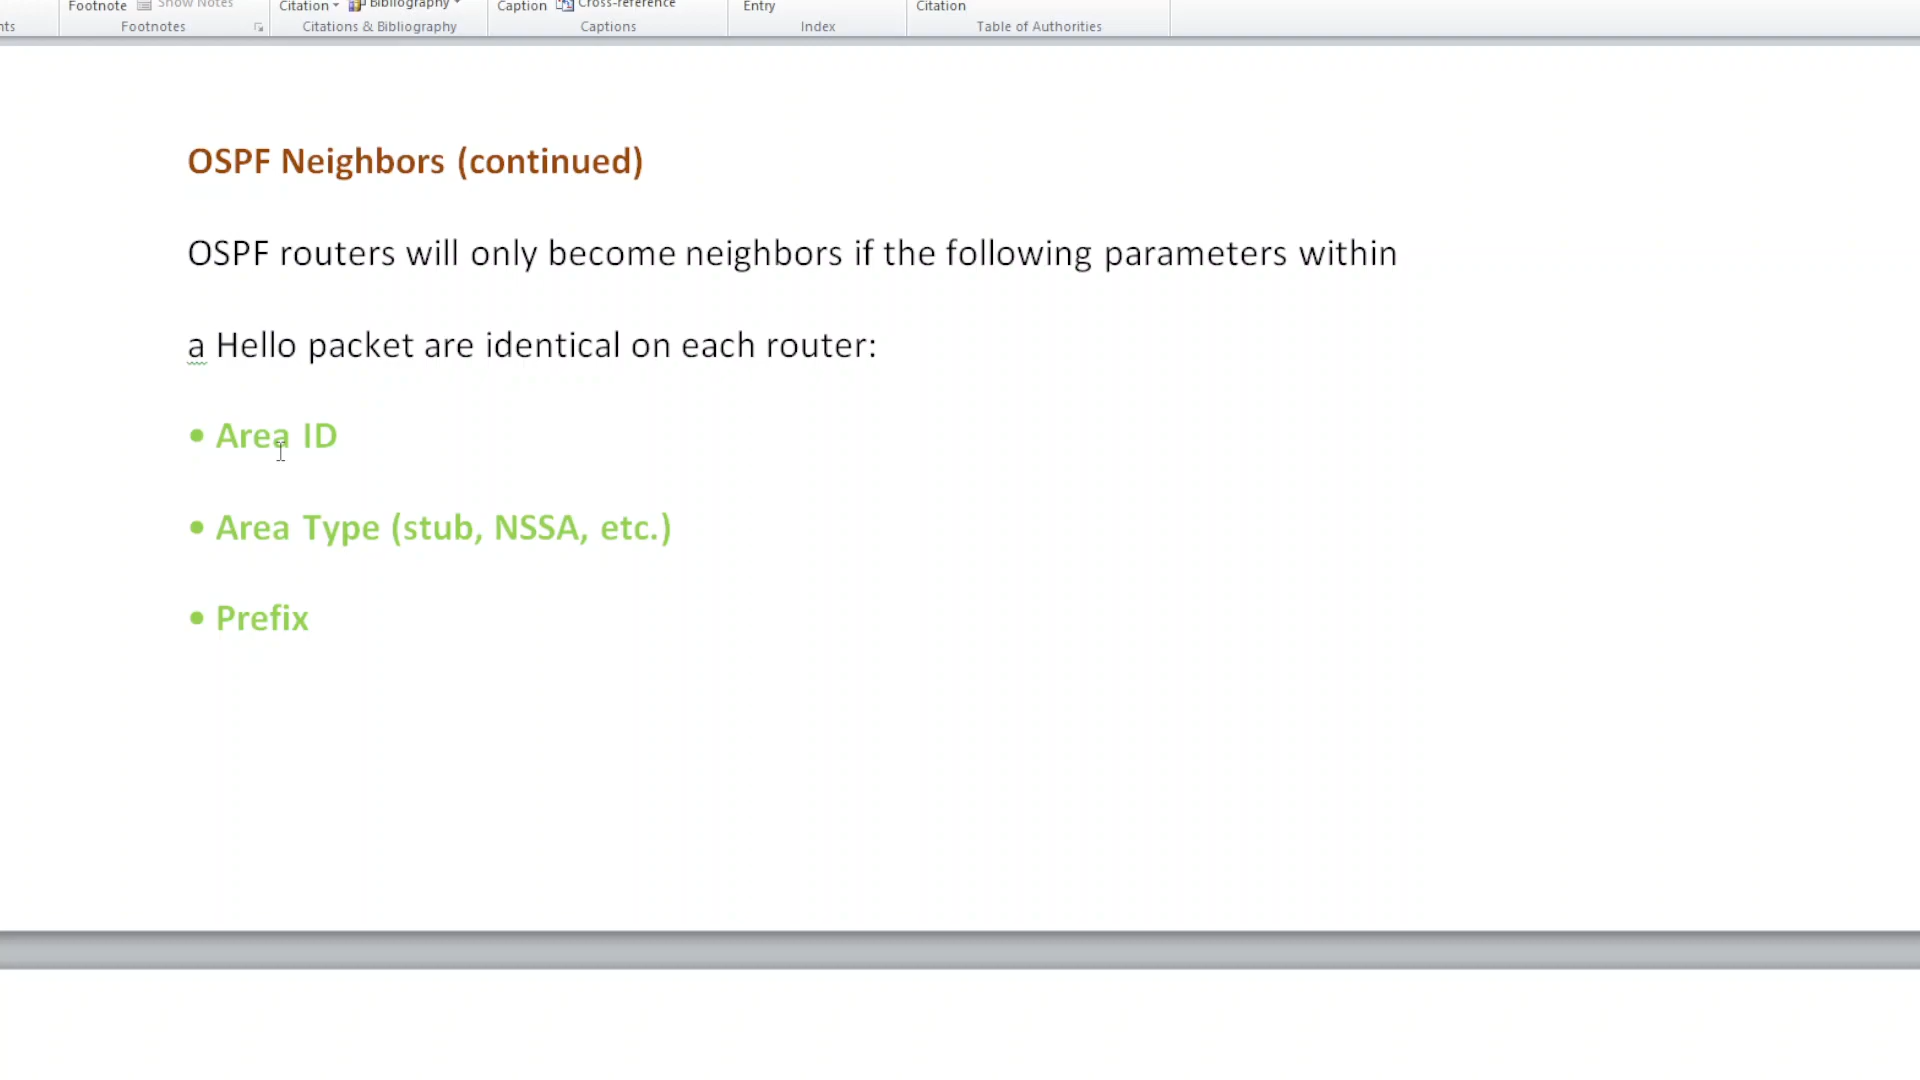 Footnote Show Notes Citation Bibliography Caption Cross-reference Entry Citation
nts Footnotes Citations & Bibliography Captions Index Table of Authorities
OSPF Neighbors (continued)
OSPF routers will only become neighbors if the following parameters within
a Hello packet are identical on each router:
• Area ID
• Area Type (stub, NSSA, etc.)
• Prefix